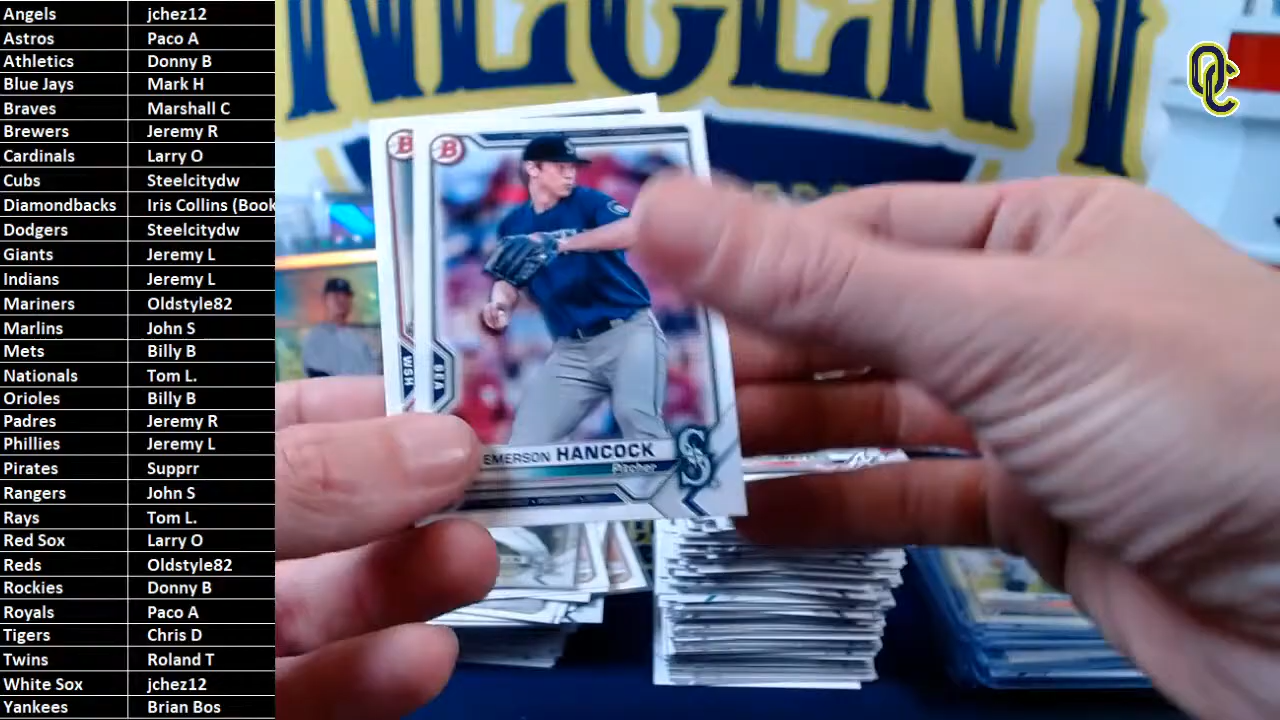 Angels jchez12
Astros Paco A
Athletics Donny B
Blue Jays Mark H
Braves Marshall C
Brewers Jeremy R
Cardinals Larry O
Cubs Steelcitydw
Diamondbacks Iris Collins (Book
Dodgers Steelcitydw
Giants Jeremy L
Indians Jeremy L
Mariners Oldstyle82
Marlins John S
Mets Billy B
Nationals Tom L.
Orioles Billy B
Padres Jeremy R
Phillies Jeremy L
Pirates Supprr
Rangers John S
Rays Tom L.
Red Sox Larry O
Reds Oldstyle82
Rockies Donny B
Royals Paco A
Tigers Chris D
Twins Roland T
White Sox jchez12
Yankees Brian Bos
OC
B
B
WSH
SEA
EMERSON HANCOCK
Pitcher
S